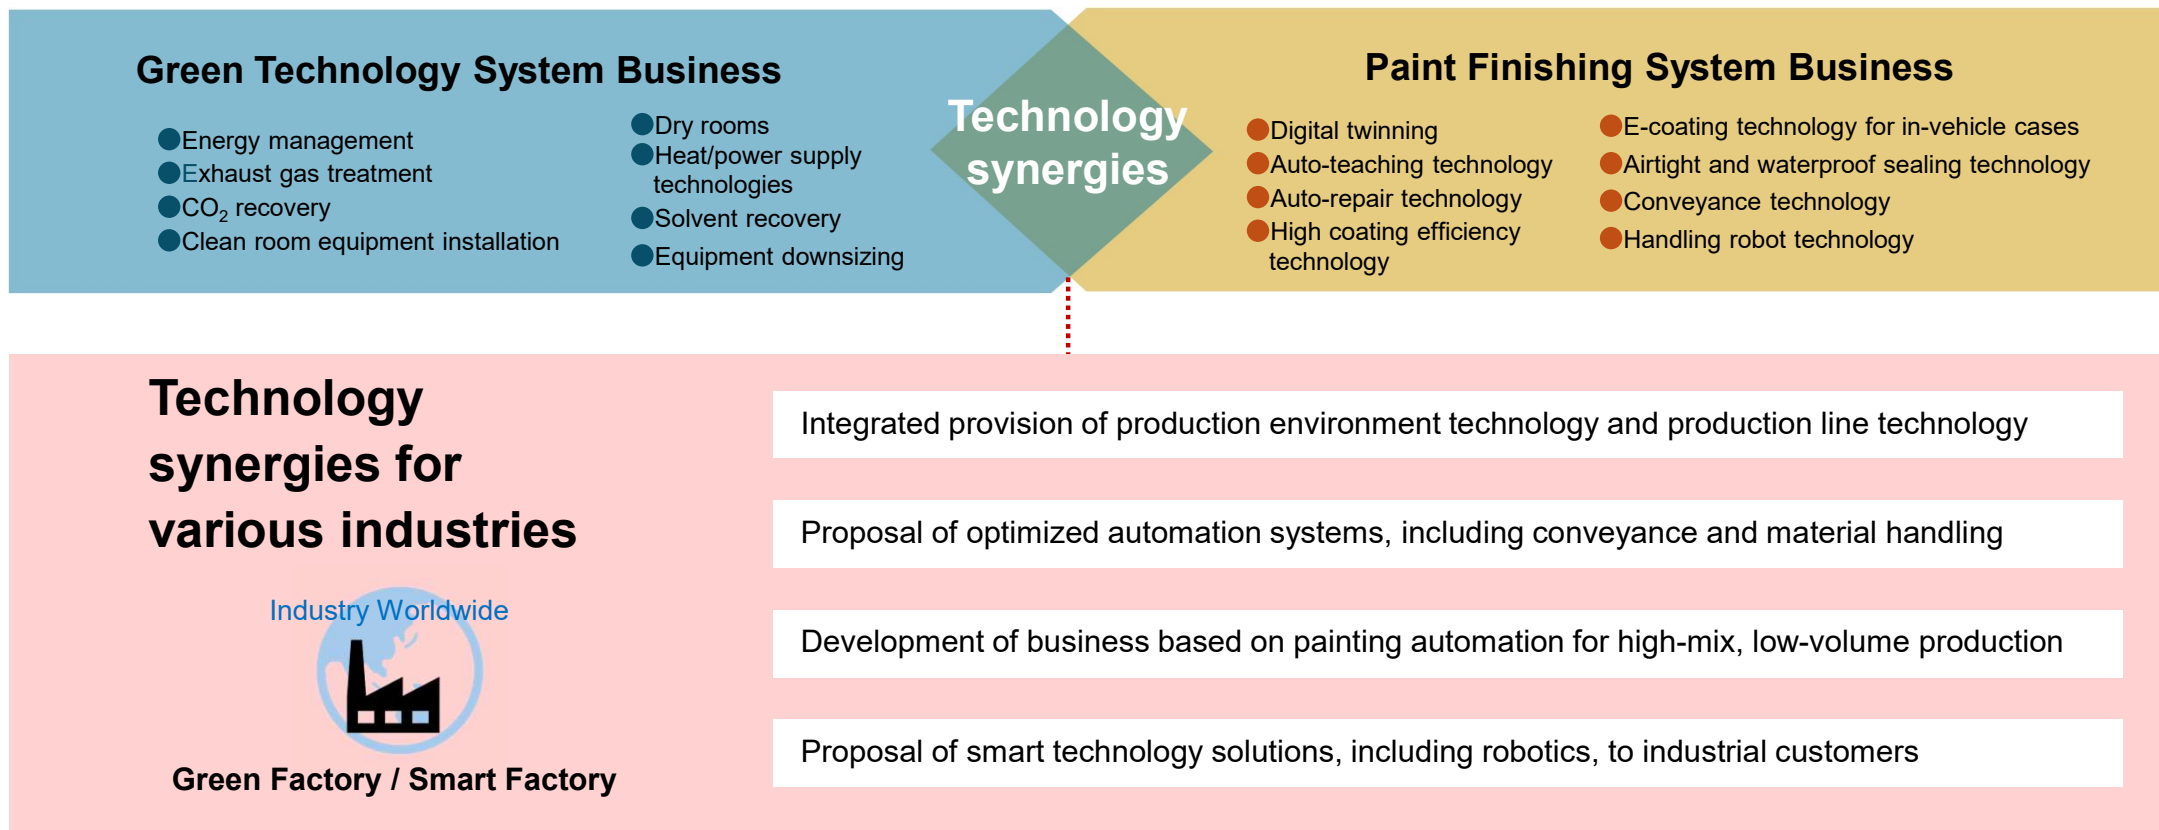 Green Technology System Business
●Energy management
●Exhaust gas treatment
●CO₂ recovery
●Clean room equipment installation
●Dry rooms
●Heat/power supply
technologies
●Solvent recovery
●Equipment downsizing
Technology
synergies
Paint Finishing System Business
●Digital twinning
●Auto-teaching technology
●Auto-repair technology
●High coating efficiency
technology
●E-coating technology for in-vehicle cases
●Airtight and waterproof sealing technology
●Conveyance technology
●Handling robot technology
Technology
synergies for
various industries
Industry Worldwide
Green Factory / Smart Factory
Integrated provision of production environment technology and production line technology
Proposal of optimized automation systems, including conveyance and material handling
Development of business based on painting automation for high-mix, low-volume production
Proposal of smart technology solutions, including robotics, to industrial customers